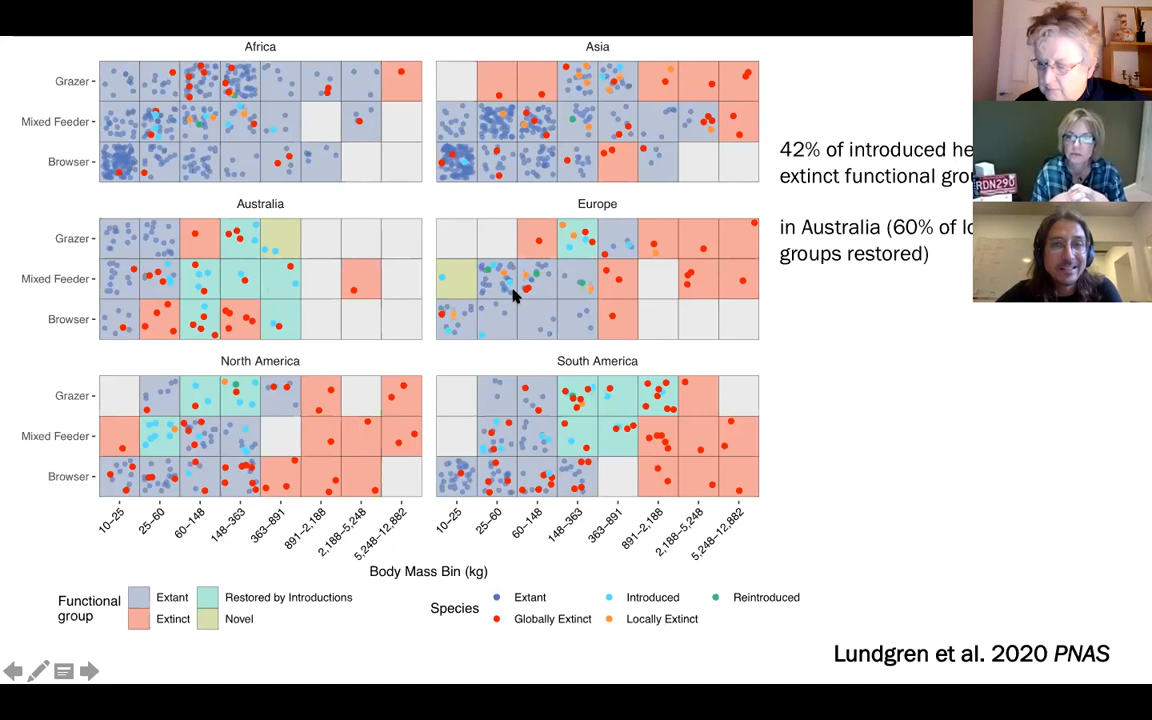 Africa
Asia
Grazer
Mixed Feeder
Browser
42% of introduced he
extinct functional gro
RDN290
Australia
Europe
in Australia (60% of lo
groups restored)
Grazer
Mixed Feeder
Browser
North America
South America
Grazer
Mixed Feeder
Browser
10–25
25–60
60–148
148–363
363–891
891–2,188
2,188–5,248
5,248–12,882
10–25
25–60
60–148
148–363
363–891
891–2,188
2,188–5,248
5,248–12,882
Body Mass Bin (kg)
Functional group
Extant
Restored by Introductions
Extinct
Novel
Species
Extant
Introduced
Reintroduced
Globally Extinct
Locally Extinct
Lundgren et al. 2020 PNAS